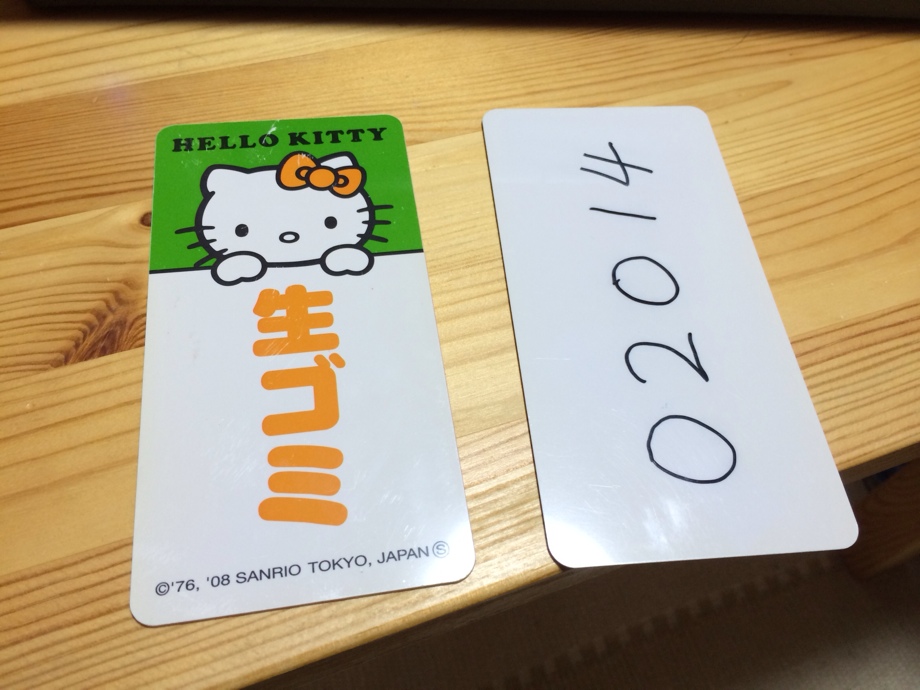 HELLO KITTY
生ゴミ
©'76, '08 SANRIO TOKYO, JAPAN Ⓢ
02014